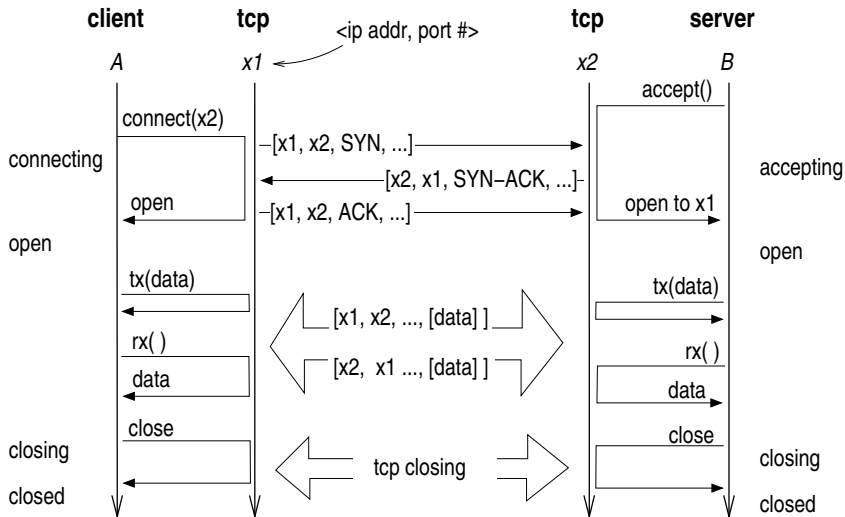 client tcp <ip addr, port #> tcp server
A x1 x2 B
accept()
connect(x2)
[x1, x2, SYN, ...]
connecting accepting
[x2, x1, SYN−ACK, ...]
open [x1, x2, ACK, ...] open to x1
open open
tx(data) tx(data)
[x1, x2, ..., [data] ]
rx( ) rx( )
[x2, x1 ..., [data] ]
data data
close close
closing tcp closing closing
closed closed